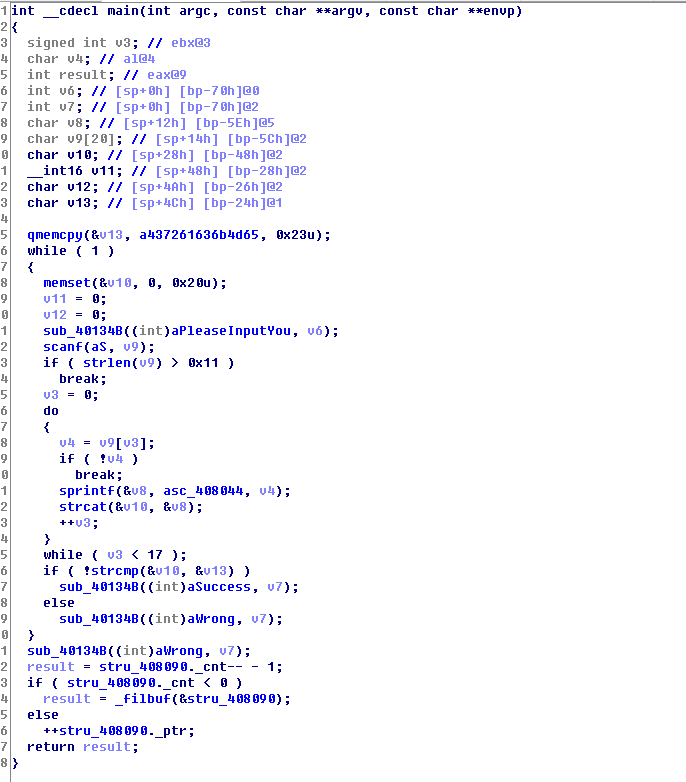 1 int __cdecl main(int argc, const char **argv, const char **envp)
2 {
3   signed int v3; // ebx@3
4   char v4; // al@4
5   int result; // eax@9
6   int v6; // [sp+0h] [bp-70h]@0
7   int v7; // [sp+0h] [bp-70h]@2
8   char v8; // [sp+12h] [bp-5Eh]@5
9   char v9[20]; // [sp+14h] [bp-5Ch]@2
0   char v10; // [sp+28h] [bp-48h]@2
1   __int16 v11; // [sp+48h] [bp-28h]@2
2   char v12; // [sp+4Ah] [bp-26h]@2
3   char v13; // [sp+4Ch] [bp-24h]@1
4
5   qmemcpy(&v13, a437261636b4d65, 0x23u);
6   while ( 1 )
7   {
8     memset(&v10, 0, 0x20u);
9     v11 = 0;
0     v12 = 0;
1     sub_40134B((int)aPleaseInputYou, v6);
2     scanf(aS, v9);
3     if ( strlen(v9) > 0x11 )
4       break;
5     v3 = 0;
6     do
7     {
8       v4 = v9[v3];
9       if ( !v4 )
0         break;
1       sprintf(&v8, asc_408044, v4);
2       strcat(&v10, &v8);
3       ++v3;
4     }
5     while ( v3 < 17 );
6     if ( !strcmp(&v10, &v13) )
7       sub_40134B((int)aSuccess, v7);
8     else
9       sub_40134B((int)aWrong, v7);
0   }
1   sub_40134B((int)aWrong, v7);
2   result = stru_408090._cnt-- - 1;
3   if ( stru_408090._cnt < 0 )
4     result = _filbuf(&stru_408090);
5   else
6     ++stru_408090._ptr;
7   return result;
8 }